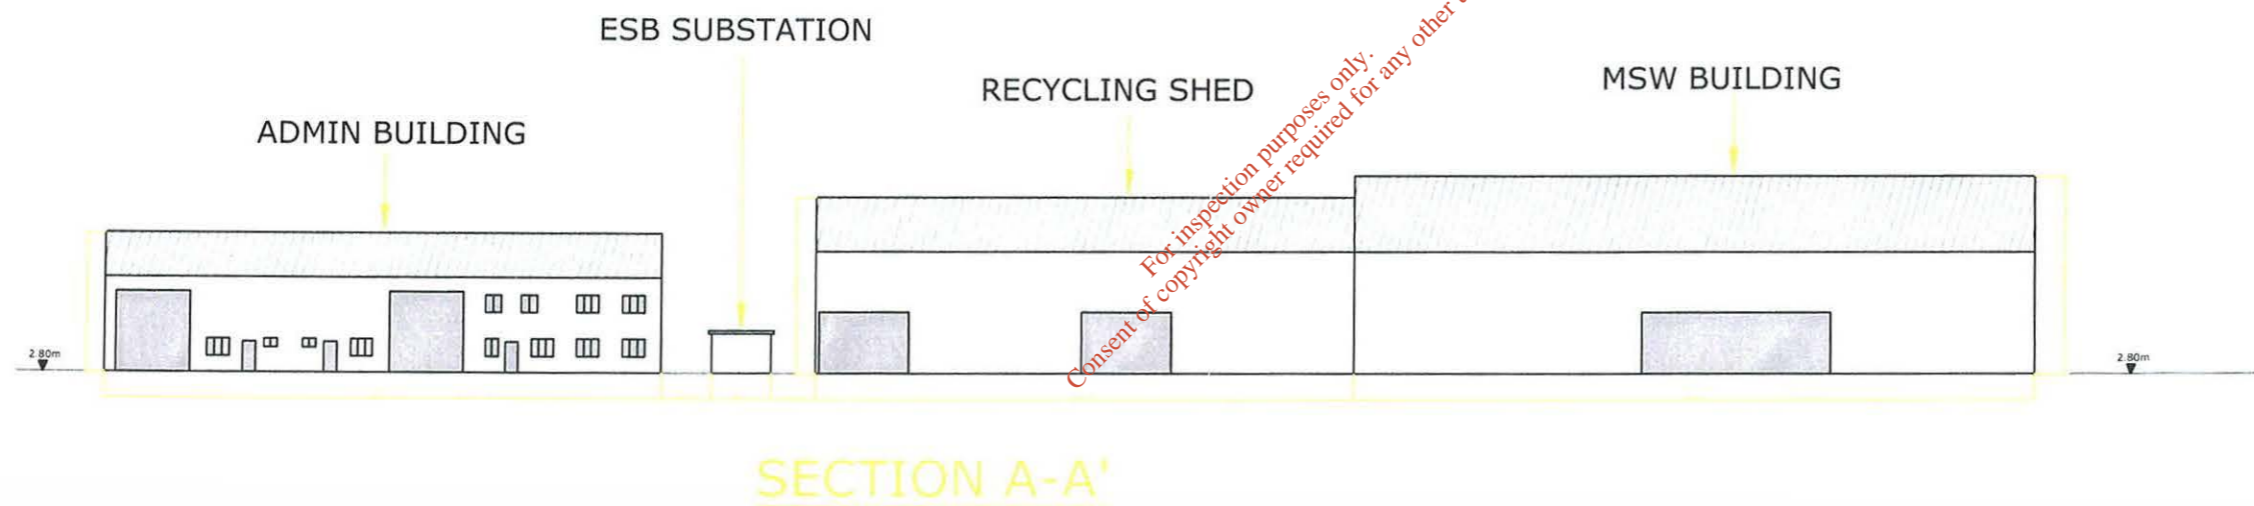 ESB SUBSTATION
RECYCLING SHED
MSW BUILDING
ADMIN BUILDING
For inspection purposes only.
Consent of copyright owner required for any other
2.80m
2.80m
SECTION A-A'